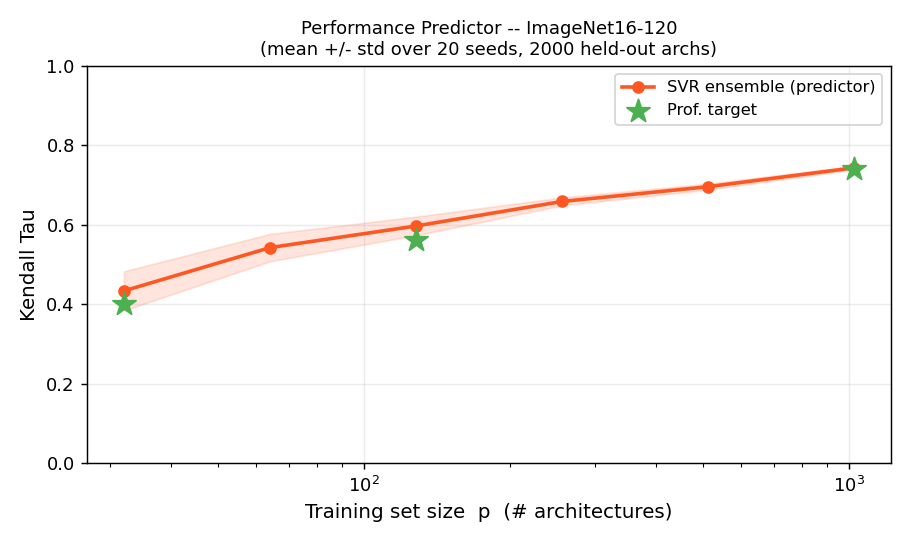 Performance Predictor -- ImageNet16-120
(mean +/- std over 20 seeds, 2000 held-out archs)
SVR ensemble (predictor)
Prof. target
Kendall Tau
1.0
0.8
0.6
0.4
0.2
0.0
10²
10³
Training set size p (# architectures)